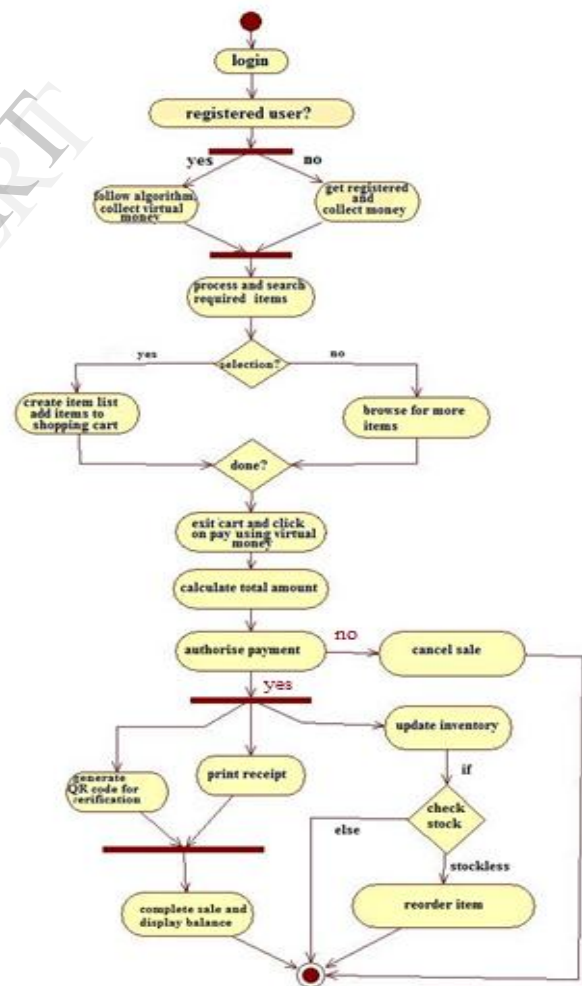 login
registered user?
yes
no
follow algorithm,
collect virtual
money
get registered
and
collect money
process and search
required items
yes
selection?
no
create item list
add items to
shopping cart
browse for more
items
done?
exit cart and click
on pay using virtual
money
calculate total amount
authorise payment
no
cancel sale
yes
generate
QR code for
verification
print receipt
update inventory
if
check
stock
else
stockless
complete sale and
display balance
reorder item